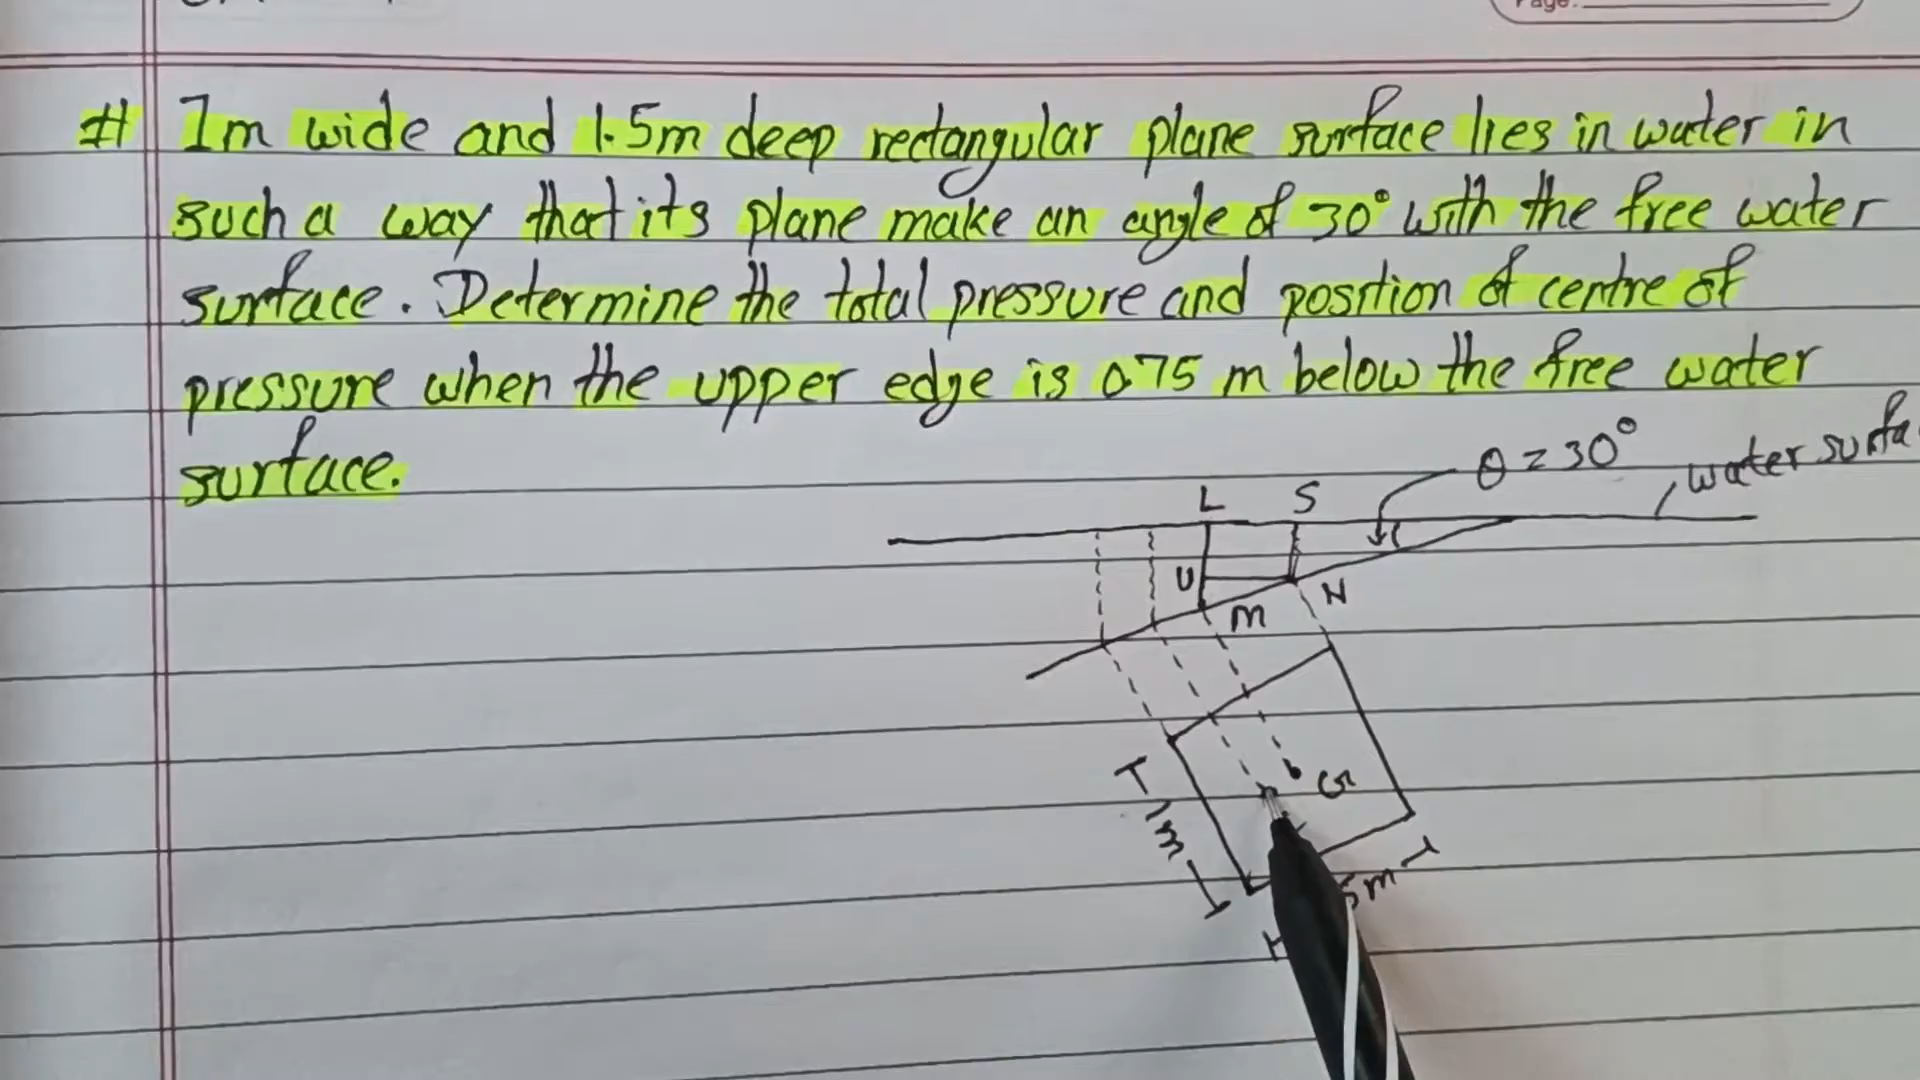 Page:
# 1m wide and 1.5m deep rectangular plane surface lies in water in
such a way that its plane make an angle of 30° with the free water
surface. Determine the total pressure and position of centre of
pressure when the upper edge is 0.75 m below the free water
surface.
θ = 30°
water surfa
L S
U
M N
G
1m
5m